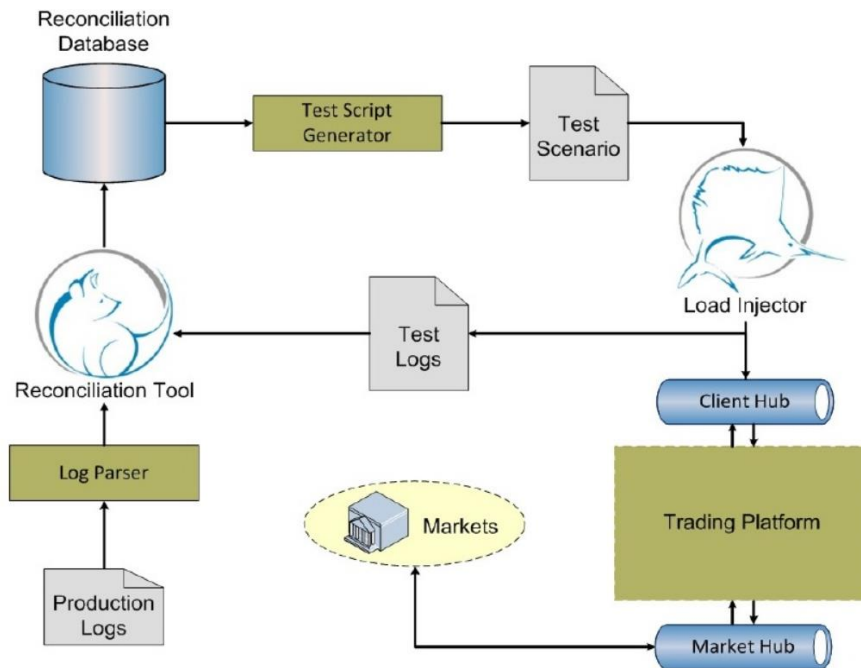 Reconciliation
Database
Test Script
Generator
Test
Scenario
Load Injector
Test
Logs
Reconciliation Tool
Client Hub
Log Parser
Markets
Trading Platform
Production
Logs
Market Hub